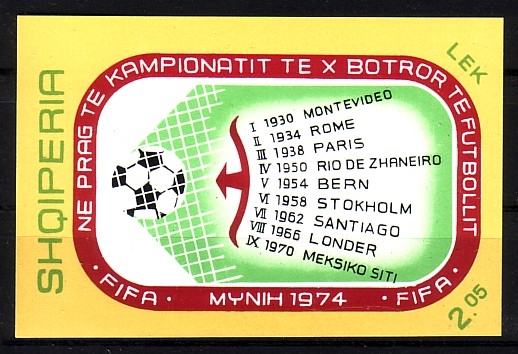 SHQIPERIA
NE PRAG TE KAMPIONATIT TE X BOTROR TE FUTBOLLIT
LEK
I 1930 MONTEVIDEO
II 1934 ROME
III 1938 PARIS
IV 1950 RIO DE ZHANEIRO
V 1954 BERN
VI 1958 STOKHOLM
VII 1962 SANTIAGO
VIII 1966 LONDER
IX 1970 MEKSIKO SITI
· FIFA · MYNIH 1974 · FIFA ·
2.05